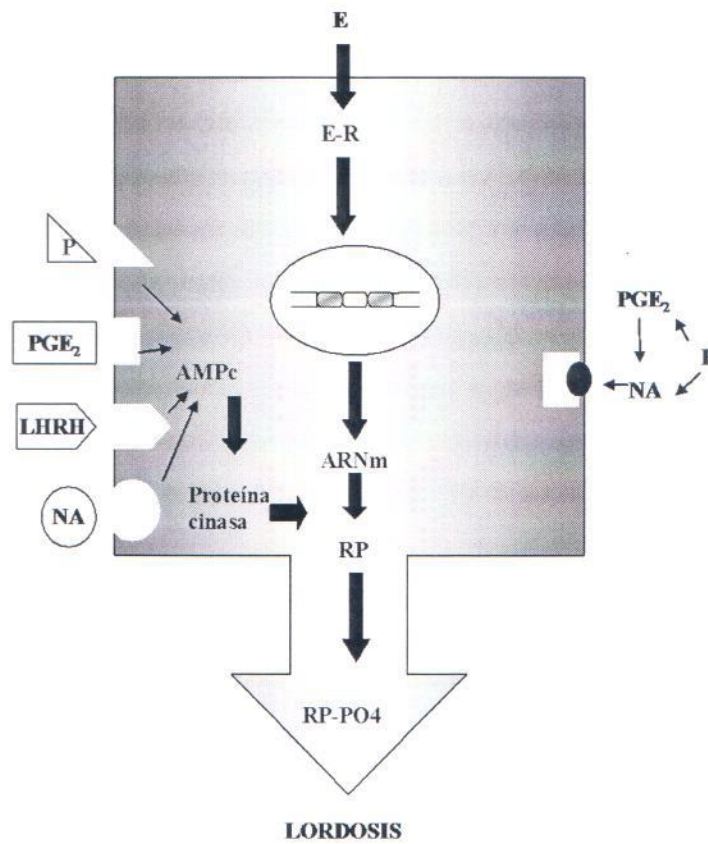 E
E-R
P
PGE₂
LHRH
NA
AMPc
Proteína
cinasa
ARNm
RP
RP-PO4
PGE₂
NA
LORDOSIS